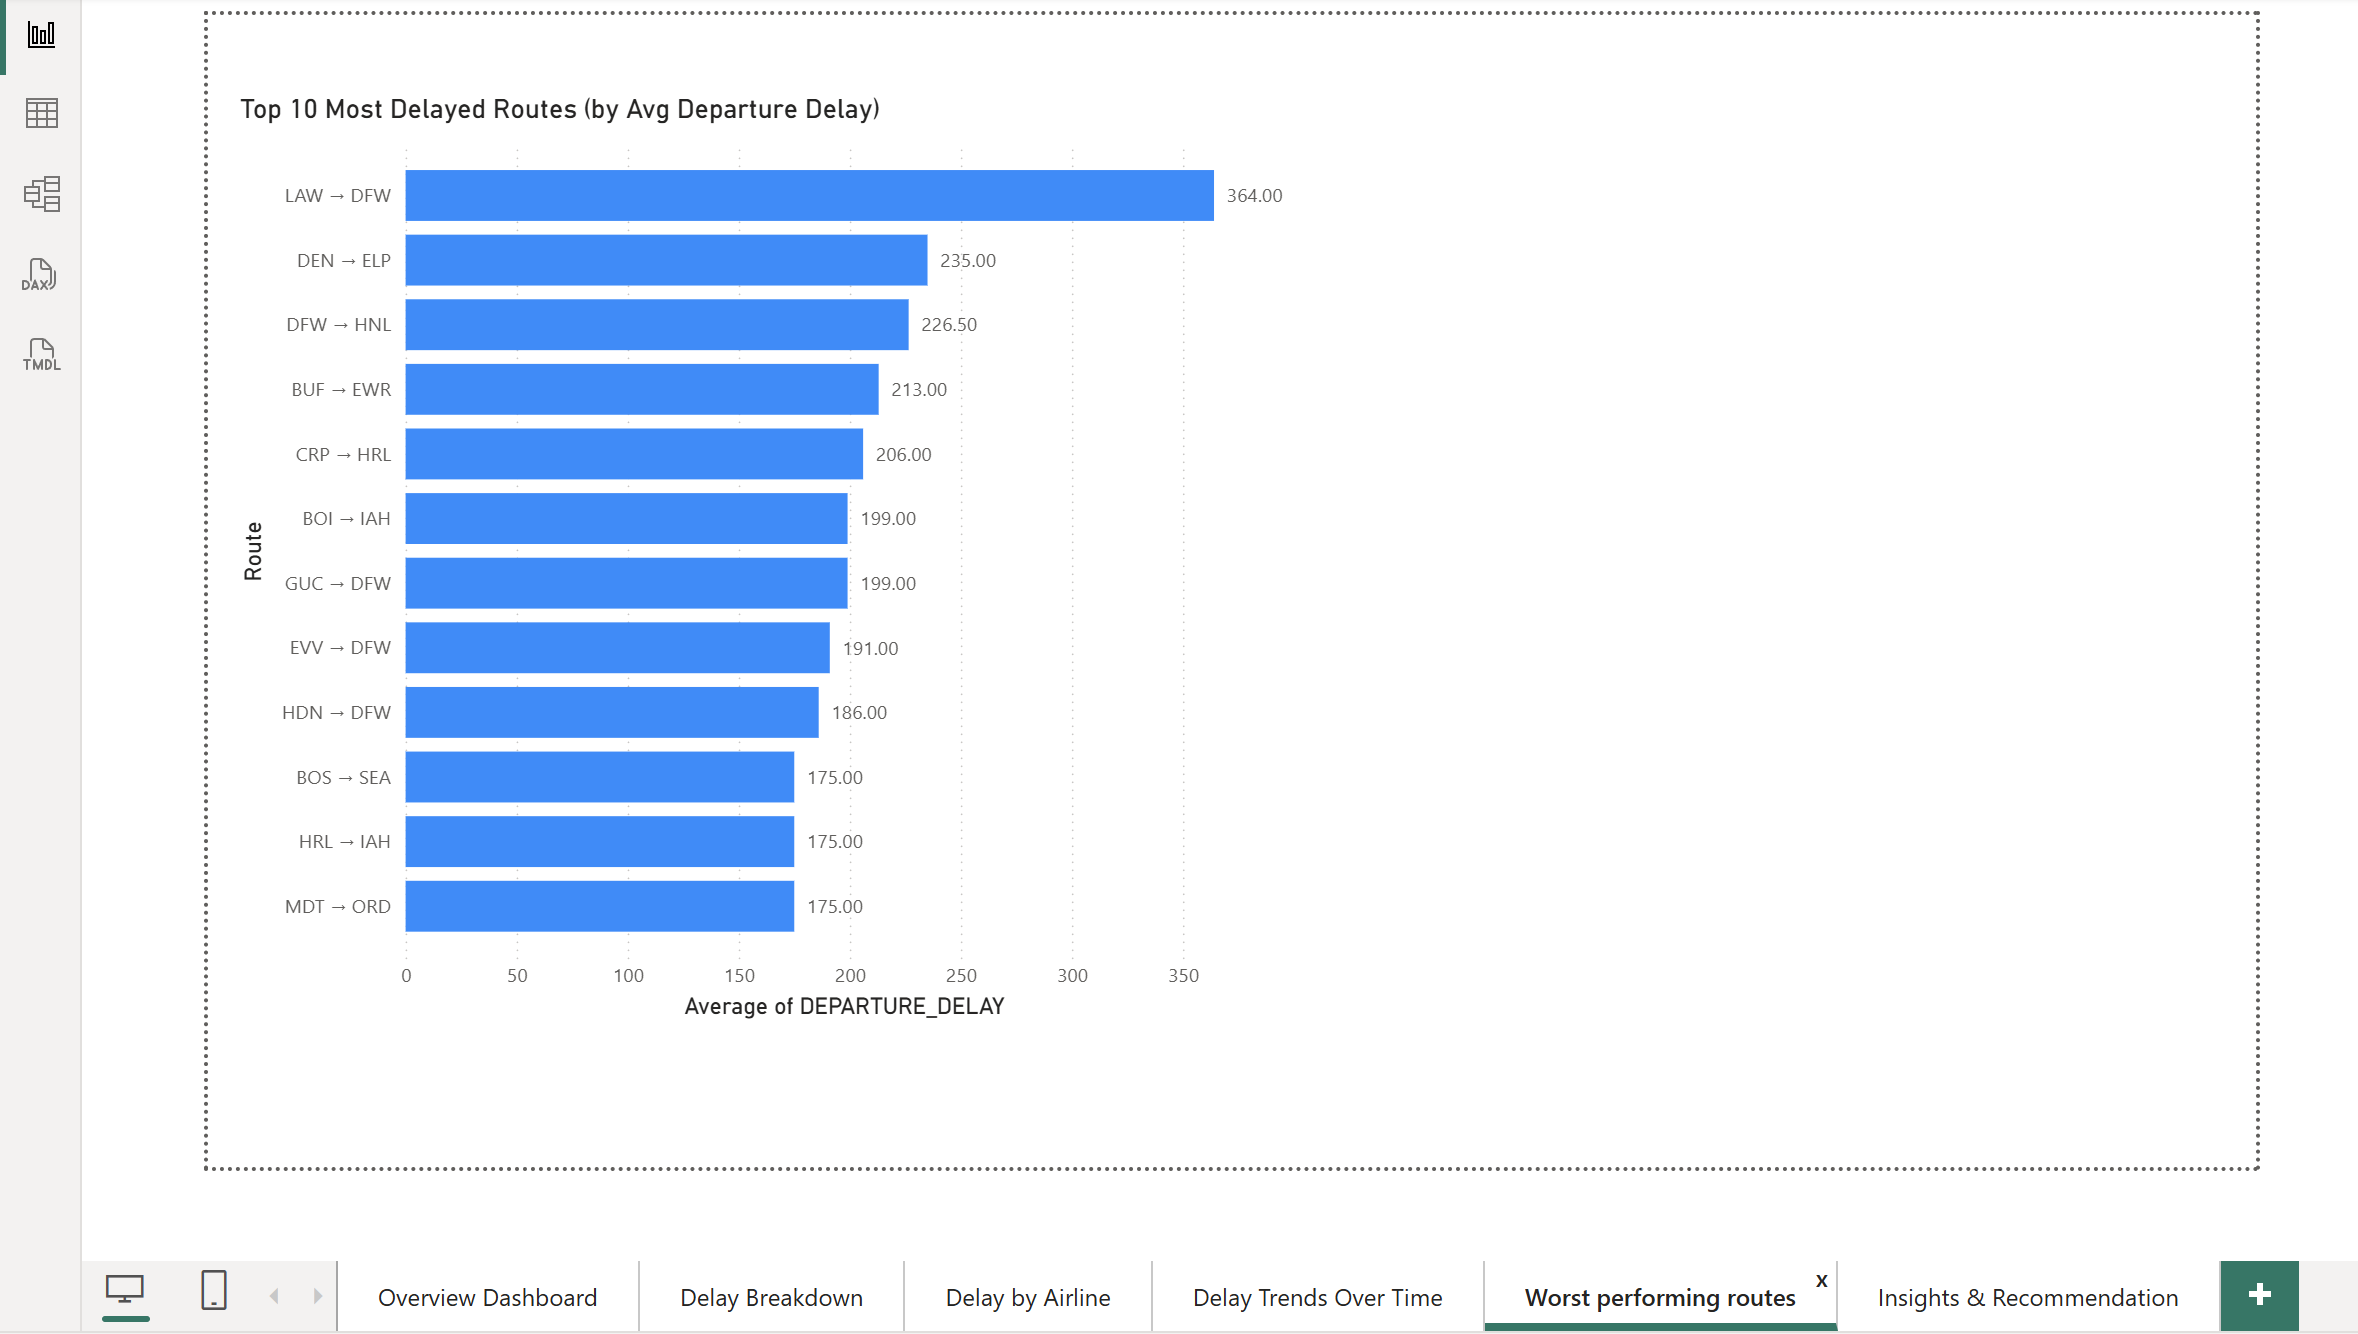 DAX
TMDL
Top 10 Most Delayed Routes (by Avg Departure Delay)
Route
LAW → DFW 364.00
DEN → ELP 235.00
DFW → HNL 226.50
BUF → EWR 213.00
CRP → HRL 206.00
BOI → IAH 199.00
GUC → DFW 199.00
EVV → DFW 191.00
HDN → DFW 186.00
BOS → SEA 175.00
HRL → IAH 175.00
MDT → ORD 175.00
0 50 100 150 200 250 300 350
Average of DEPARTURE_DELAY
Overview Dashboard Delay Breakdown Delay by Airline Delay Trends Over Time Worst performing routes x Insights & Recommendation +